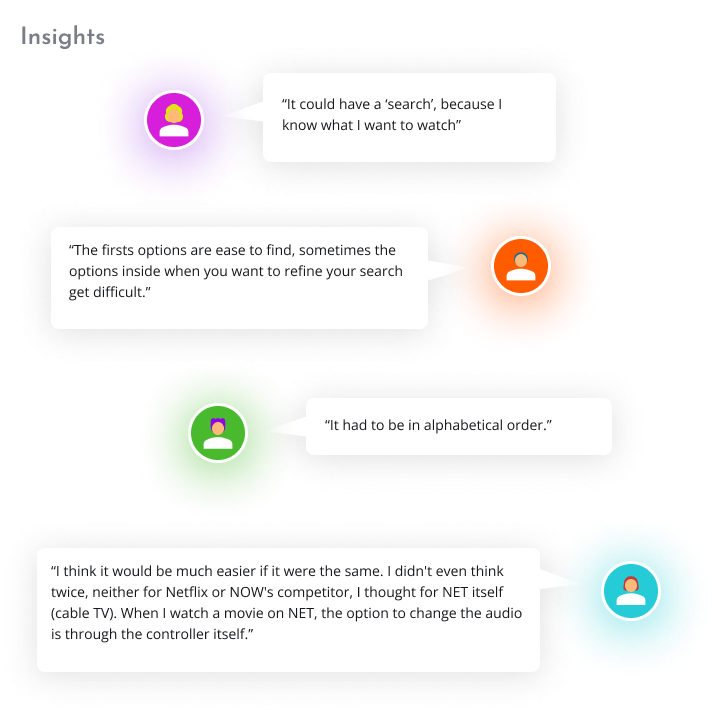 Insights
“It could have a ‘search’, because I
know what I want to watch”
“The firsts options are ease to find, sometimes the
options inside when you want to refine your search
get difficult.”
“It had to be in alphabetical order.”
“I think it would be much easier if it were the same. I didn't even think
twice, neither for Netflix or NOW's competitor, I thought for NET itself
(cable TV). When I watch a movie on NET, the option to change the audio
is through the controller itself.”